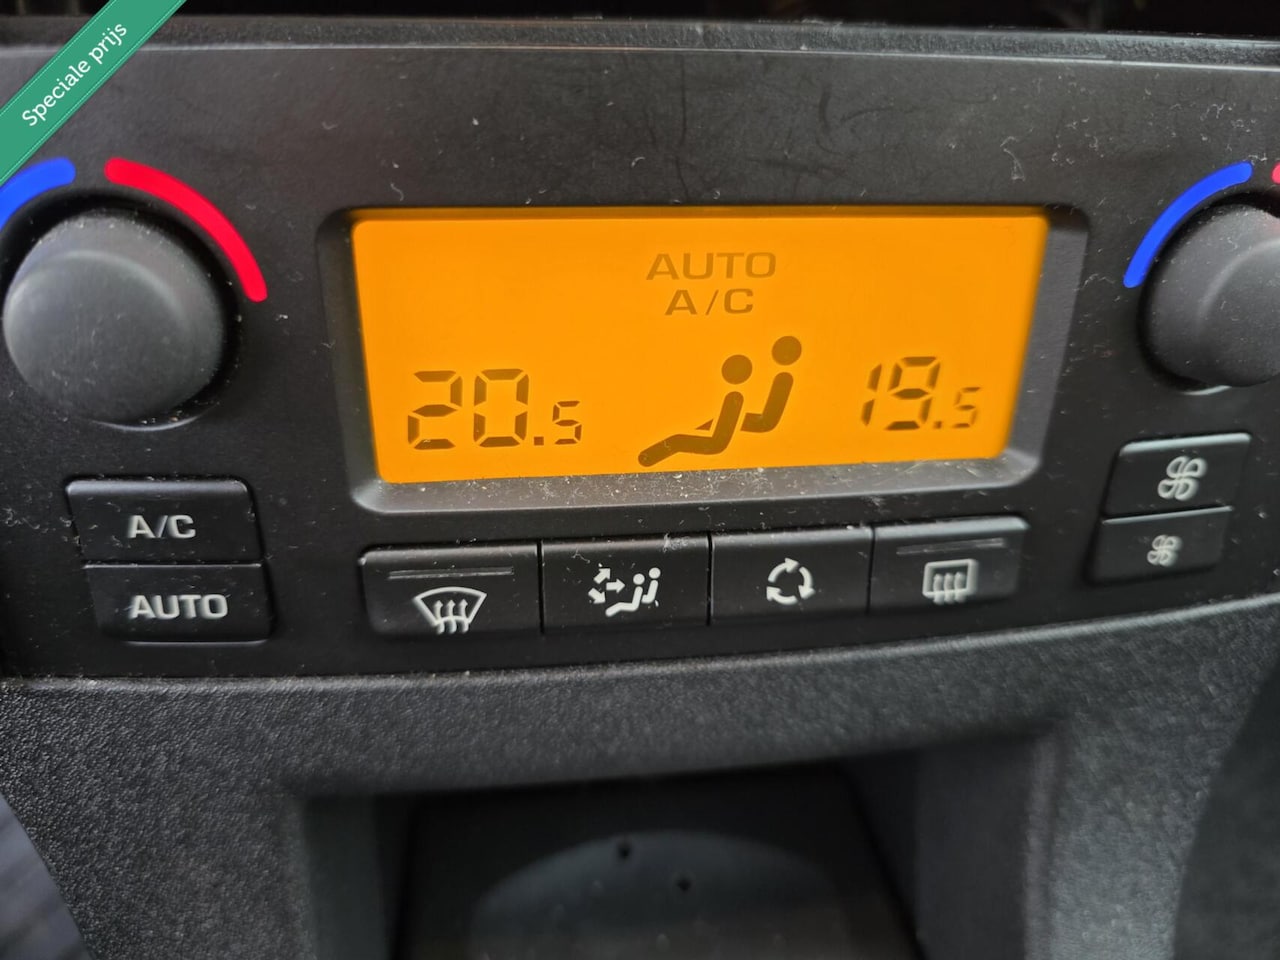 Speciale prijs
AUTO
A/C
20.5
19.5
A/C
AUTO